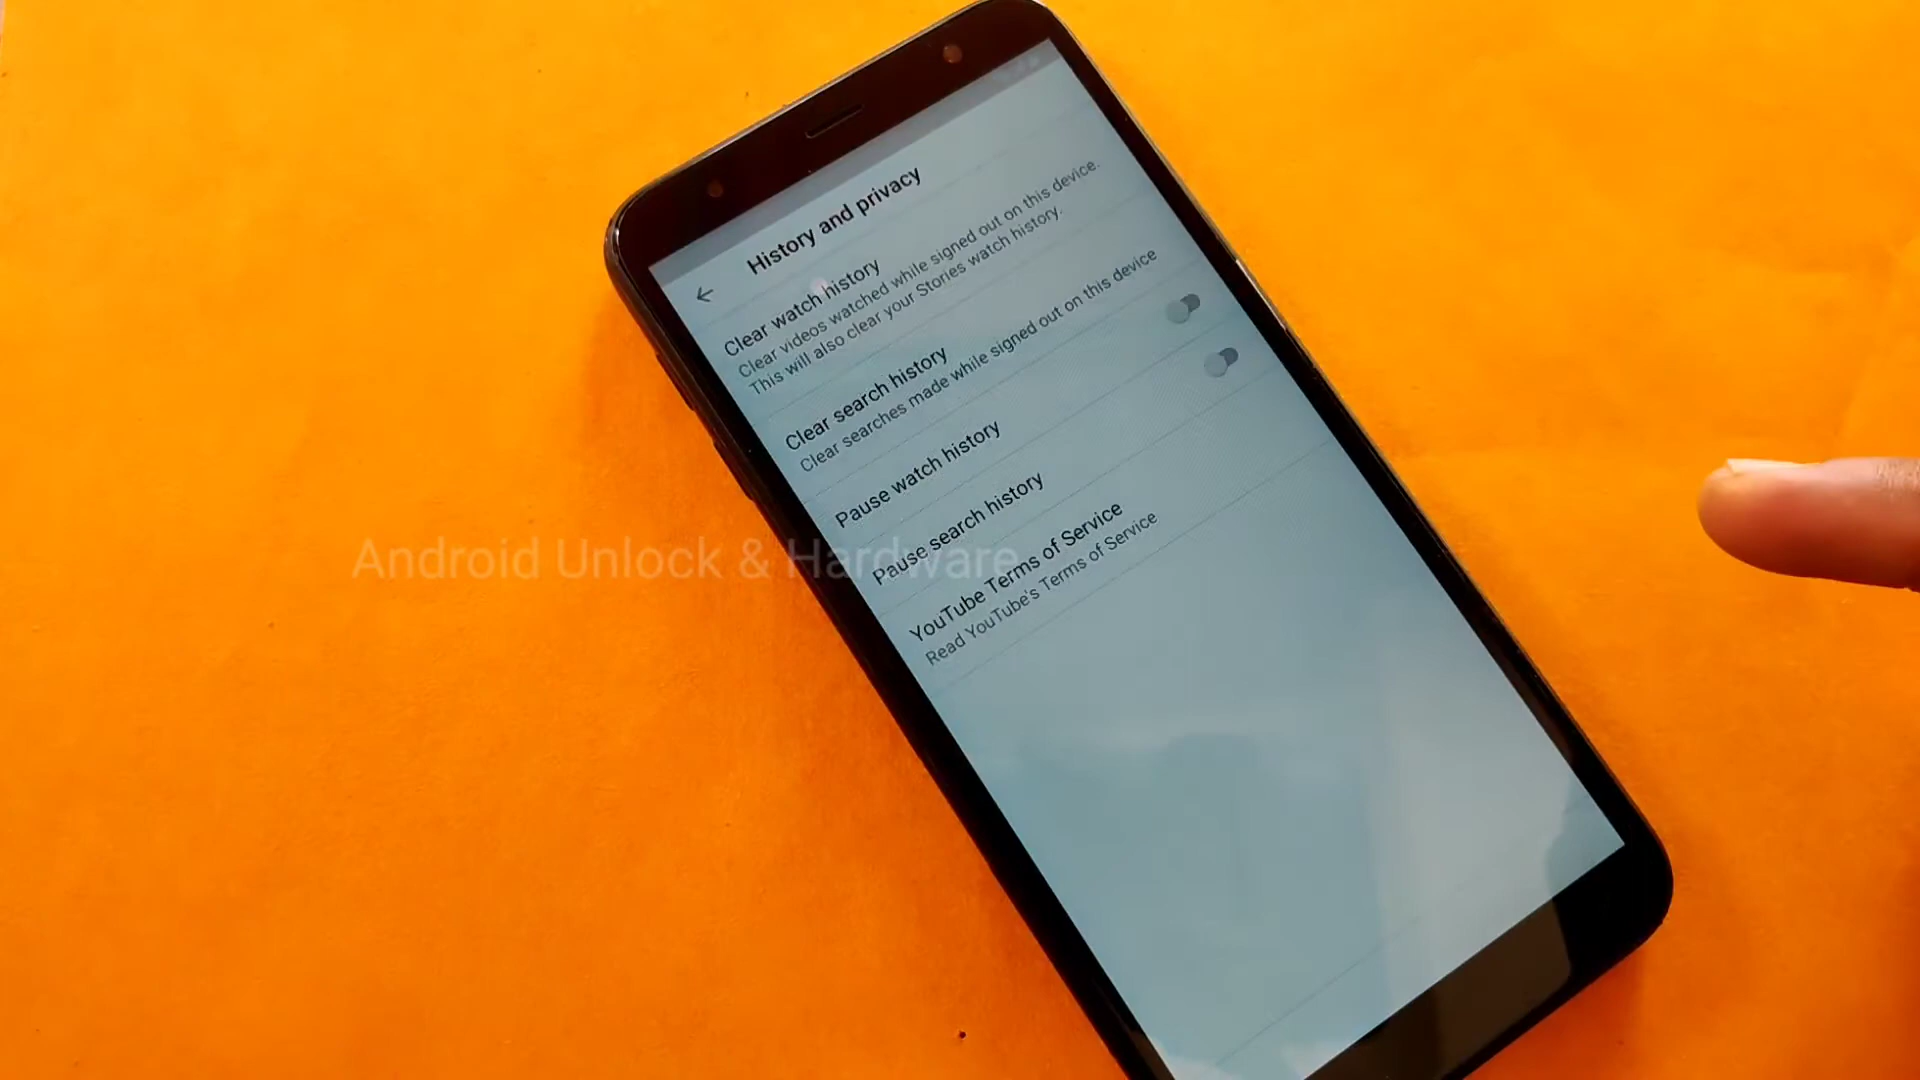 History and privacy
Clear watch history
Clear videos watched while signed out on this device.
This will also clear your Stories watch history.
Clear search history
Clear searches made while signed out on this device
Pause watch history
Pause search history
YouTube Terms of Service
Read YouTube's Terms of Service
Android Unlock & Hardware